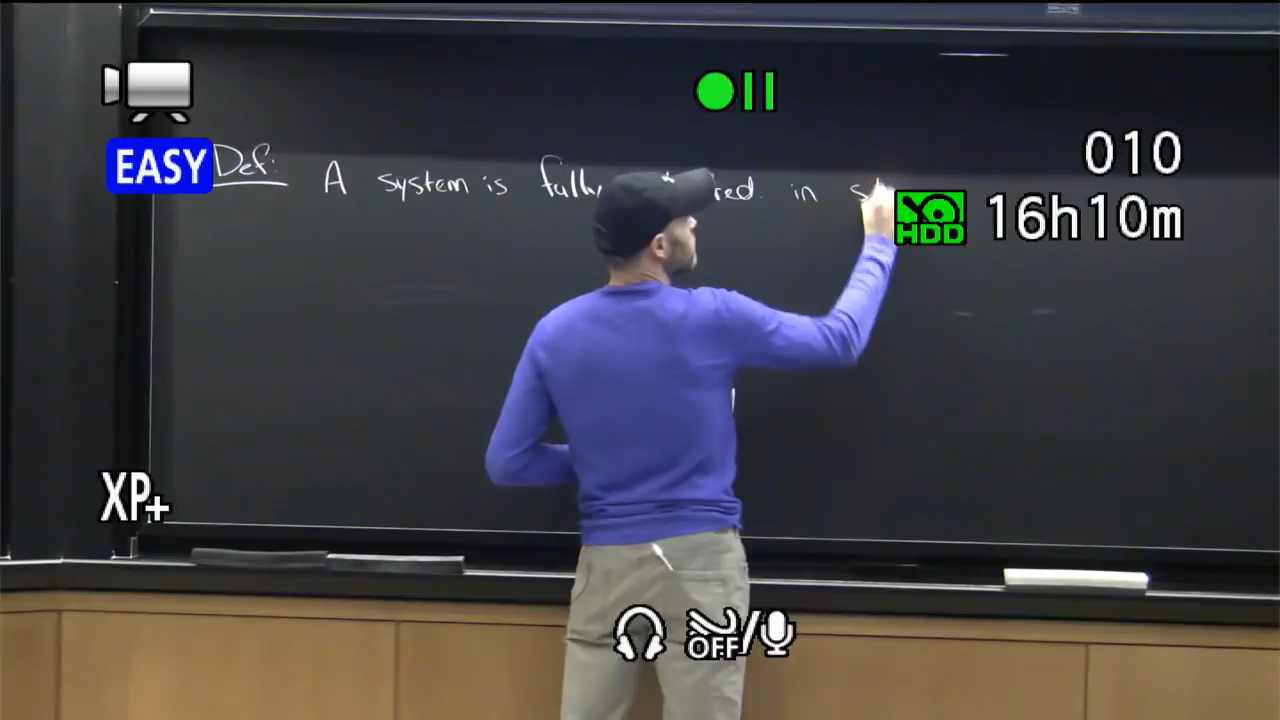 010
EASY Def: A system is fully red. in
HDD 16h10m
XP+
OFF/